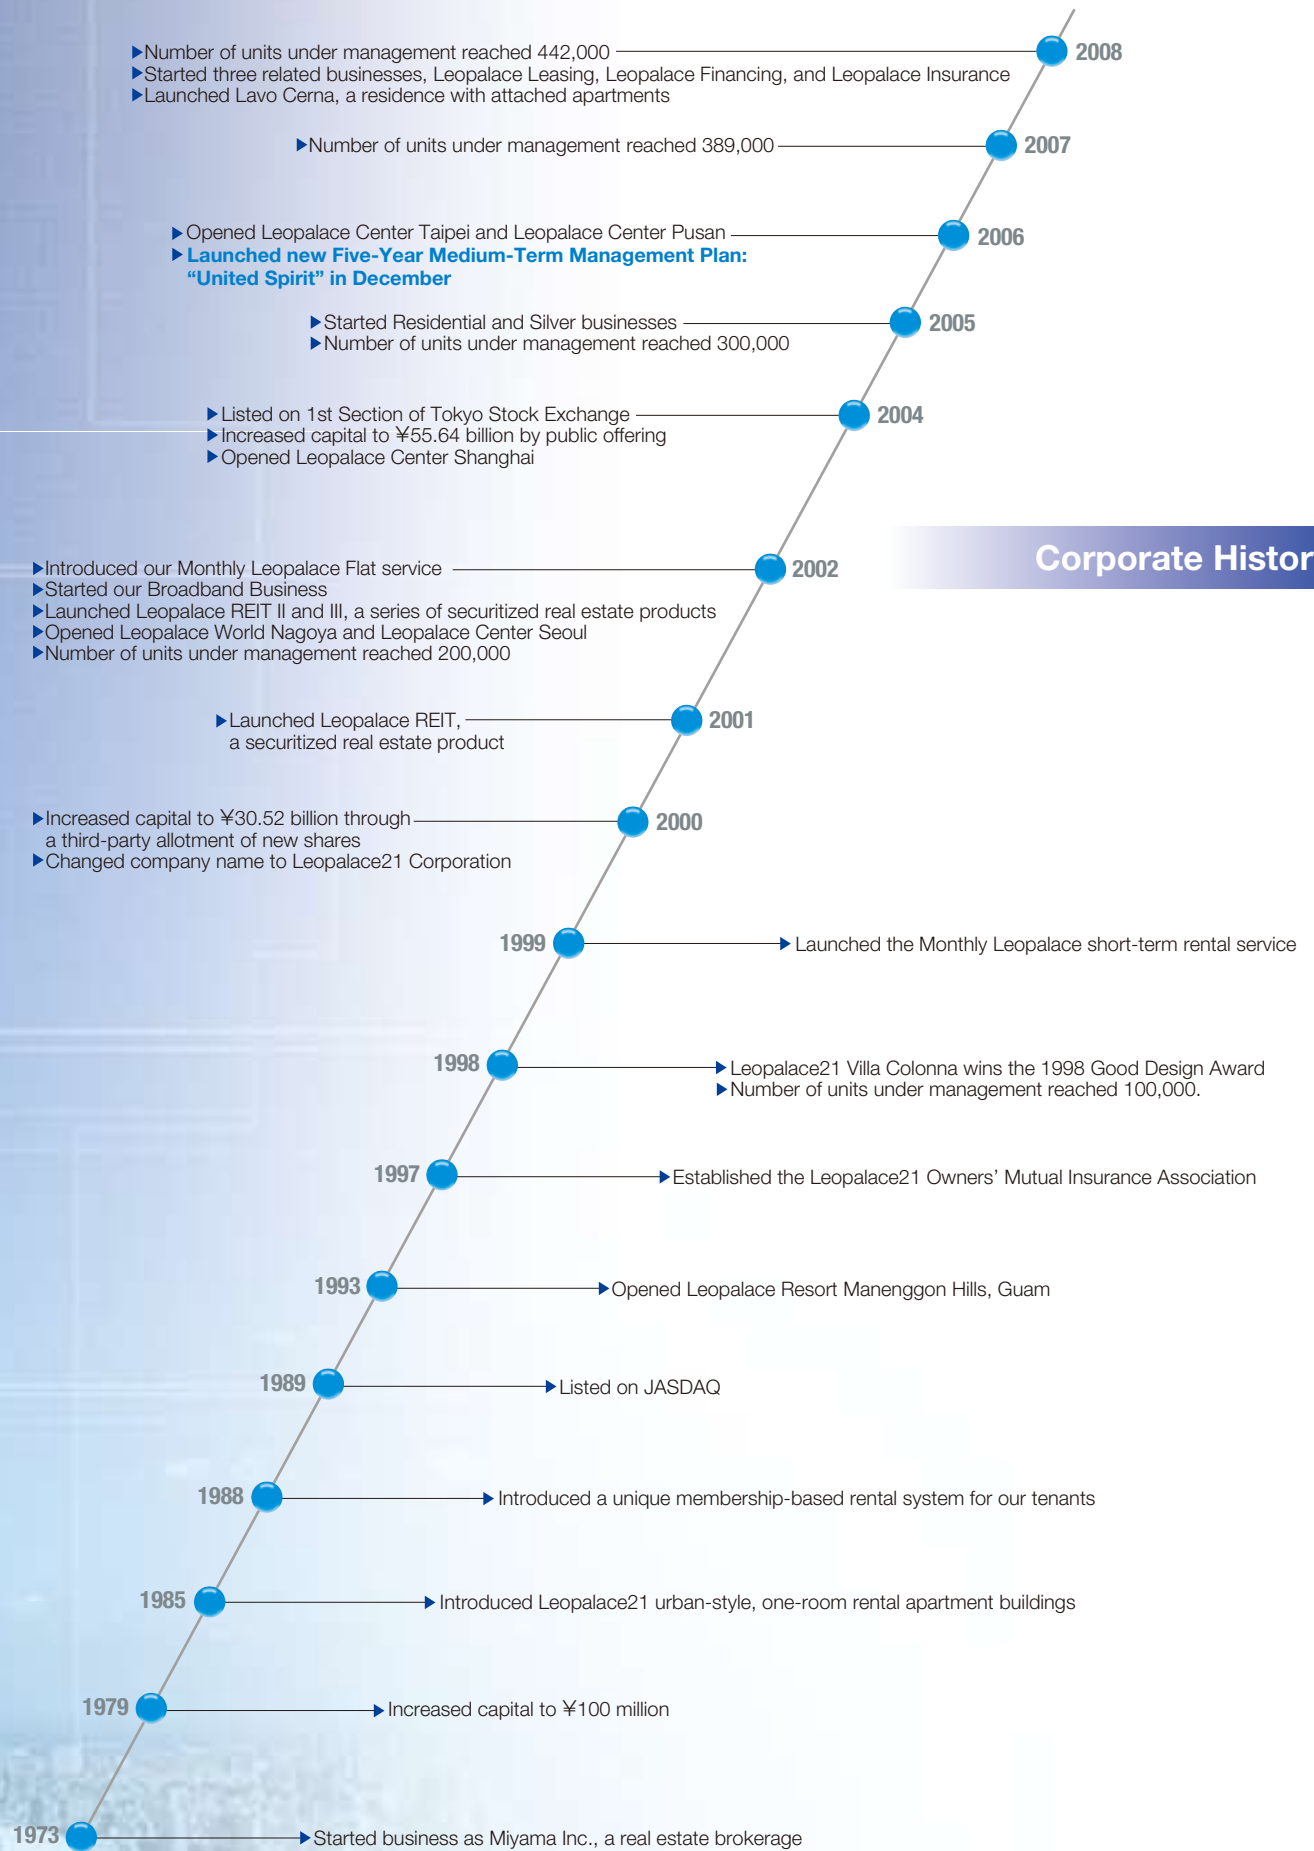 ▶Number of units under management reached 442,000
2008
▶Started three related businesses, Leopalace Leasing, Leopalace Financing, and Leopalace Insurance
▶Launched Lavo Cerna, a residence with attached apartments
▶Number of units under management reached 389,000
2007
▶Opened Leopalace Center Taipei and Leopalace Center Pusan
2006
▶Launched new Five-Year Medium-Term Management Plan:
“United Spirit” in December
▶Started Residential and Silver businesses
2005
▶Number of units under management reached 300,000
▶Listed on 1st Section of Tokyo Stock Exchange
2004
▶Increased capital to ¥55.64 billion by public offering
▶Opened Leopalace Center Shanghai
Corporate Histor
▶Introduced our Monthly Leopalace Flat service
2002
▶Started our Broadband Business
▶Launched Leopalace REIT II and III, a series of securitized real estate products
▶Opened Leopalace World Nagoya and Leopalace Center Seoul
▶Number of units under management reached 200,000
▶Launched Leopalace REIT,
2001
a securitized real estate product
▶Increased capital to ¥30.52 billion through
2000
a third-party allotment of new shares
▶Changed company name to Leopalace21 Corporation
1999
▶Launched the Monthly Leopalace short-term rental service
1998
▶Leopalace21 Villa Colonna wins the 1998 Good Design Award
▶Number of units under management reached 100,000.
1997
▶Established the Leopalace21 Owners’ Mutual Insurance Association
1993
▶Opened Leopalace Resort Manenggon Hills, Guam
1989
▶Listed on JASDAQ
1988
▶Introduced a unique membership-based rental system for our tenants
1985
▶Introduced Leopalace21 urban-style, one-room rental apartment buildings
1979
▶Increased capital to ¥100 million
1973
▶Started business as Miyama Inc., a real estate brokerage